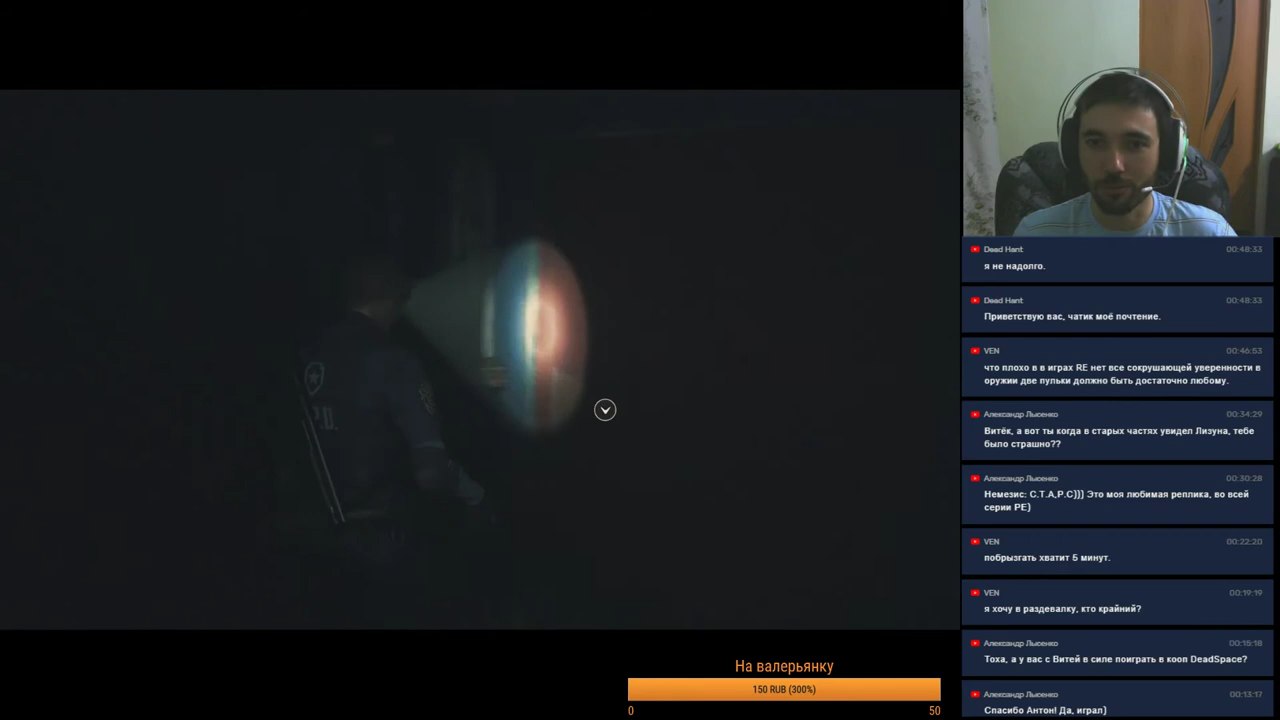 P.D.
На валерьянку
150 RUB (300%)
0
50
Dead Hant
00:48:33
я не надолго.
Dead Hant
00:48:33
Приветствую вас, чатик моё почтение.
VEN
00:46:53
что плохо в в играх RE нет все сокрушающей уверенности в
оружии две пульки должно быть достаточно любому.
Александр Лысенко
00:34:29
Витёк, а вот ты когда в старых частях увидел Лизуна, тебе
было страшно??
Александр Лысенко
00:30:28
Немезис: С.Т.А,Р.С))) Это моя любимая реплика, во всей
серии РЕ)
VEN
00:22:20
побрызгать хватит 5 минут.
VEN
00:19:19
я хочу в раздевалку, кто крайний?
Александр Лысенко
00:15:18
Тоха, а у вас с Витей в силе поиграть в кооп DeadSpace?
Александр Лысенко
00:13:17
Спасибо Антон! Да, играл)